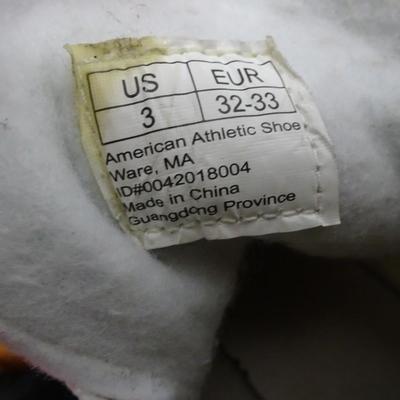 US EUR
3 32-33
American Athletic Shoe
Ware, MA
ID#0042018004
Made in China
Guangdong Province